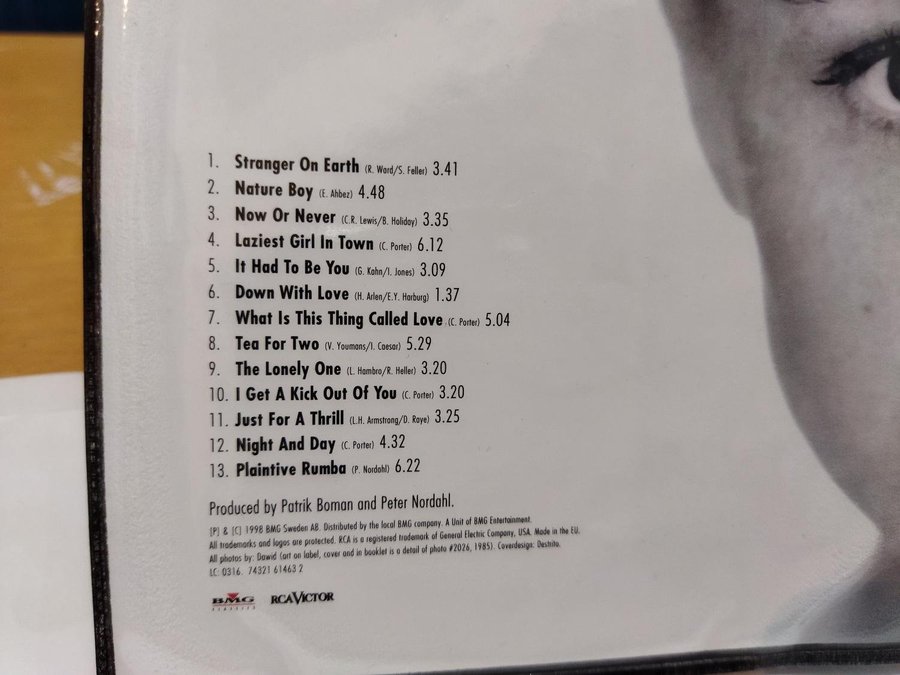 1. Stranger On Earth (R. Ward/S. Feller) 3.41
2. Nature Boy (E. Ahbez) 4.48
3. Now Or Never (C.R. Lewis/B. Holiday) 3.35
4. Laziest Girl In Town (C. Porter) 6.12
5. It Had To Be You (G. Kahn/I. Jones) 3.09
6. Down With Love (H. Arlen/E.Y. Harburg) 1.37
7. What Is This Thing Called Love (C. Porter) 5.04
8. Tea For Two (V. Youmans/I. Caesar) 5.29
9. The Lonely One (L. Hambro/R. Heller) 3.20
10. I Get A Kick Out Of You (C. Porter) 3.20
11. Just For A Thrill (L.H. Armstrong/D. Raye) 3.25
12. Night And Day (C. Porter) 4.32
13. Plaintive Rumba (P. Nordahl) 6.22
Produced by Patrik Boman and Peter Nordahl.
[P] & [C] 1998 BMG Sweden AB. Distributed by the local BMG company. A Unit of BMG Entertainment.
All trademarks and logos are protected. RCA is a registered trademark of General Electric Company, USA. Made in the EU.
All photos by: Dawid (art on label, cover and in booklet is a detail of photo #2026, 1985). Coverdesign: Destrito.
LC: 0316. 74321 61463 2
BMG CLASSICS RCA VICTOR